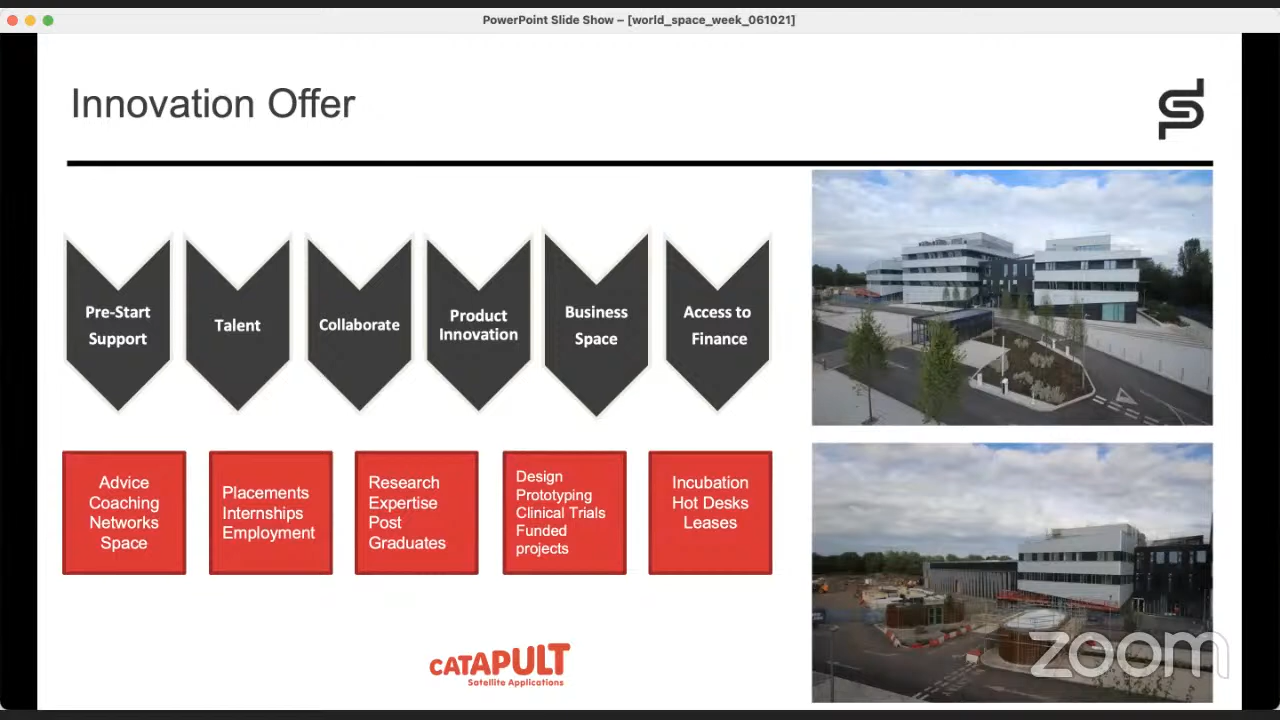 PowerPoint Slide Show – [world_space_week_061021]
Innovation Offer
Pre-Start
Support
Talent
Collaborate
Product
Innovation
Business
Space
Access to
Finance
Advice
Coaching
Networks
Space
Placements
Internships
Employment
Research
Expertise
Post
Graduates
Design
Prototyping
Clinical Trials
Funded
projects
Incubation
Hot Desks
Leases
CATAPULT
Satellite Applications
zoom